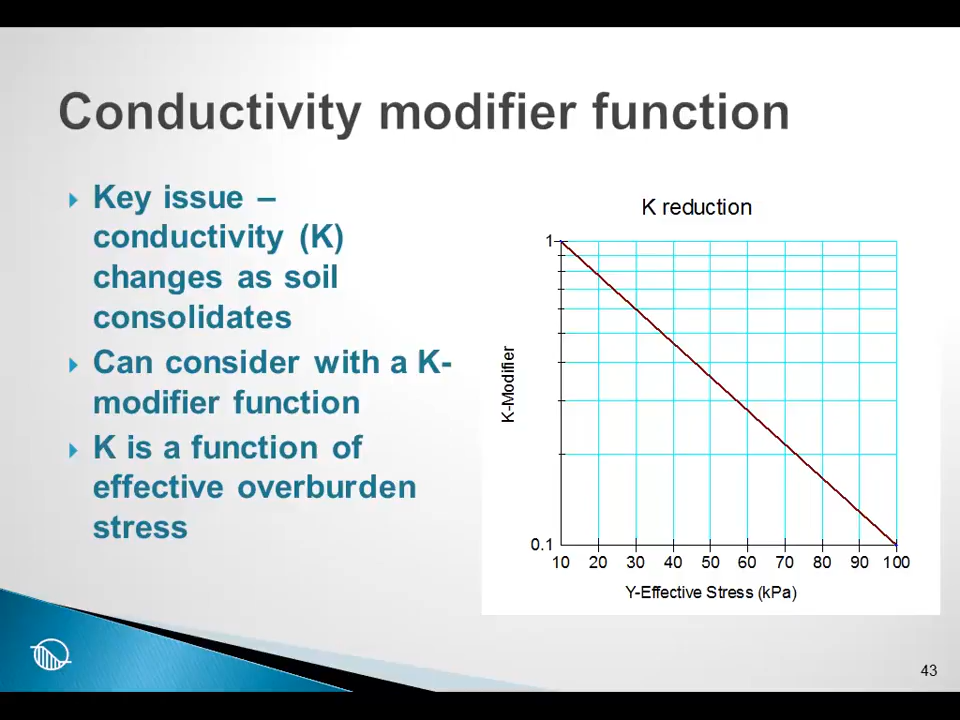 Conductivity modifier function
Key issue –
conductivity (K)
changes as soil
consolidates
Can consider with a K-
modifier function
K is a function of
effective overburden
stress
K reduction
1
K-Modifier
0.1
10 20 30 40 50 60 70 80 90 100
Y-Effective Stress (kPa)
43